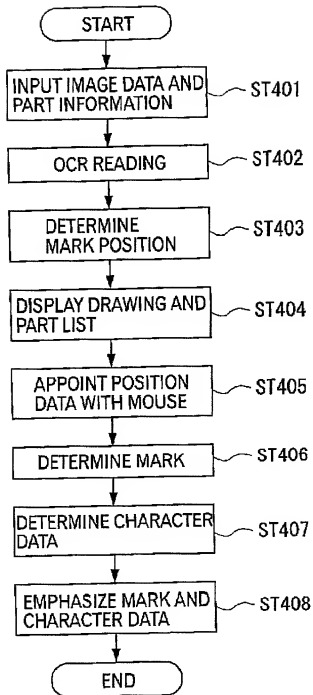 START
INPUT IMAGE DATA AND
PART INFORMATION
ST401
OCR READING
ST402
DETERMINE
MARK POSITION
ST403
DISPLAY DRAWING AND
PART LIST
ST404
APPOINT POSITION
DATA WITH MOUSE
ST405
DETERMINE MARK
ST406
DETERMINE CHARACTER
DATA
ST407
EMPHASIZE MARK AND
CHARACTER DATA
ST408
END